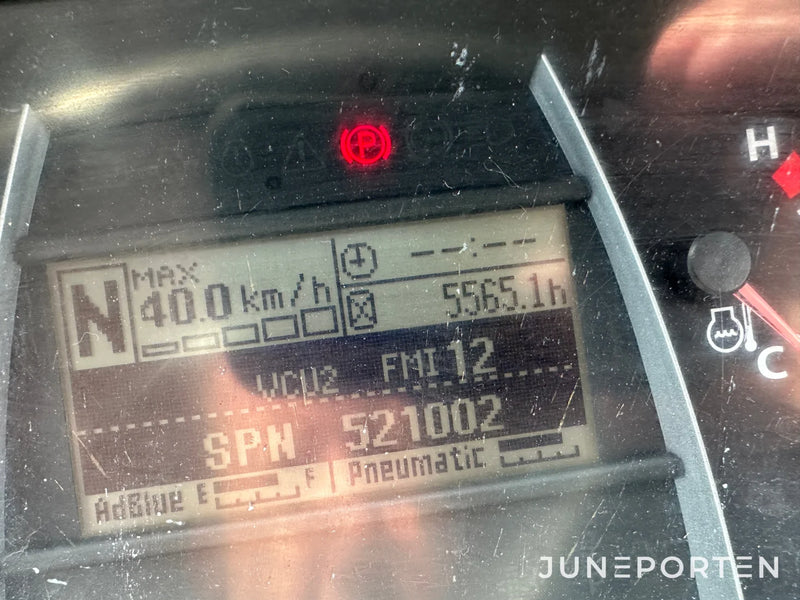 P
H
MAX
N 40.0 km/h
--:--
5565.1h
VCU2 FMI 12
SPN 521002
AdBlue E F
Pneumatic
C
JUNEPORTEN